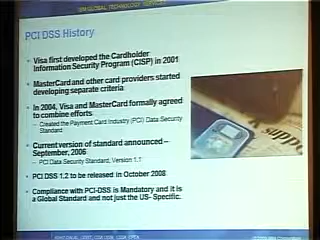 IBM GLOBAL TECHNOLOGY SERVICES
PCI DSS History
Visa first developed the Cardholder
Information Security Program (CISP) in 2001
MasterCard and other card providers started
developing separate criteria
In 2004, Visa and MasterCard formally agreed
to combine efforts
– Created the Payment Card Industry (PCI) Data Security
Standard
Current version of standard announced –
September, 2006
– PCI Data Security Standard, Version 1.1
PCI DSS 1.2 to be released in October 2008
Compliance with PCI-DSS is Mandatory and it is
a Global Standard and not just the US- Specific.